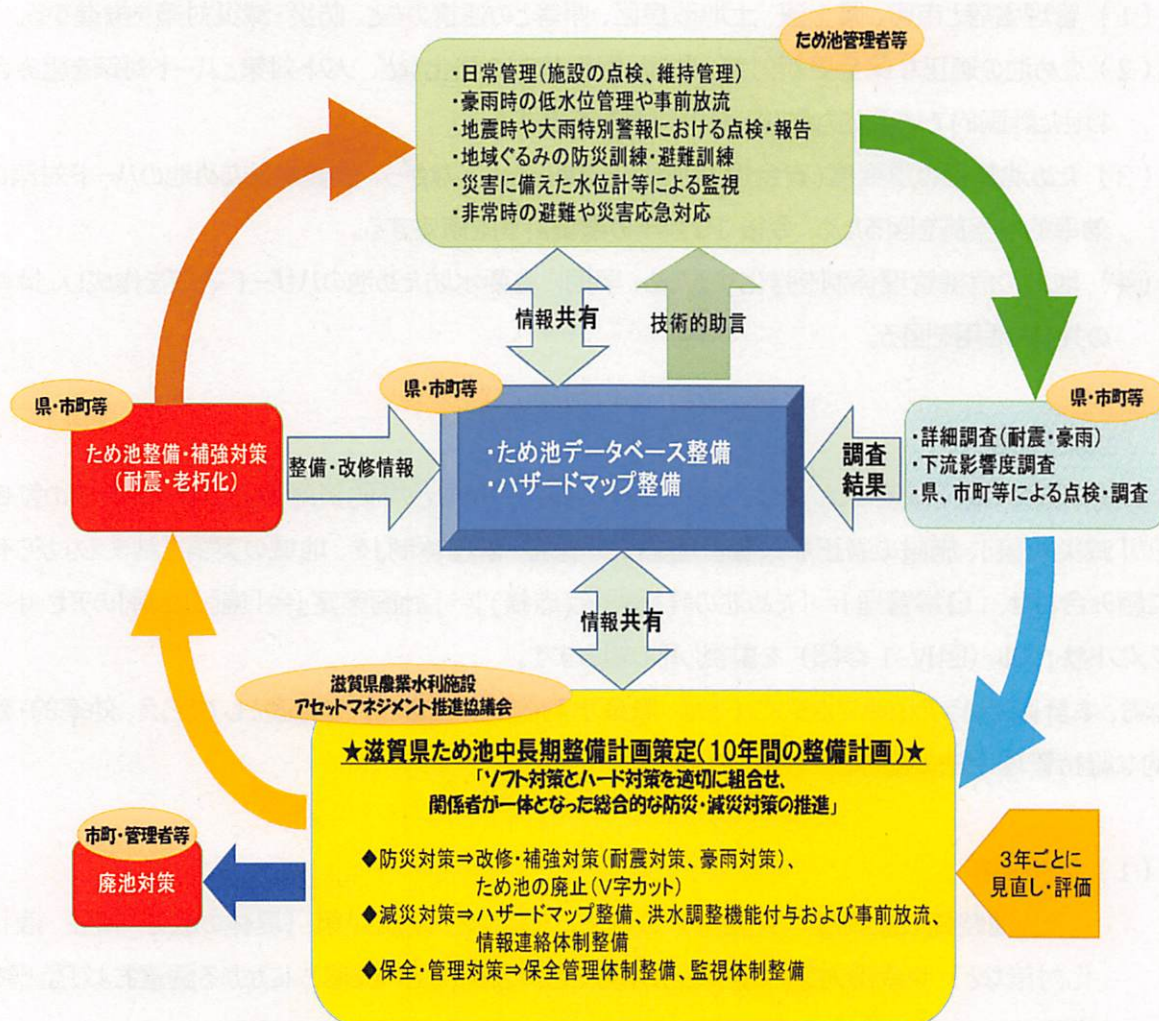 ため池管理者等
・日常管理(施設の点検、維持管理)
・豪雨時の低水位管理や事前放流
・地震時や大雨特別警報における点検・報告
・地域ぐるみの防災訓練・避難訓練
・災害に備えた水位計等による監視
・非常時の避難や災害応急対応
情報共有
技術的助言
県・市町等
ため池整備・補強対策
(耐震・老朽化)
整備・改修情報
県・市町等
・ため池データベース整備
・ハザードマップ整備
調査
結果
県・市町等
・詳細調査(耐震・豪雨)
・下流影響度調査
・県、市町等による点検・調査
情報共有
滋賀県農業水利施設
アセットマネジメント推進協議会
★滋賀県ため池中長期整備計画策定(10年間の整備計画)★
「ソフト対策とハード対策を適切に組合せ、
関係者が一体となった総合的な防災・減災対策の推進」
◆防災対策⇒改修・補強対策(耐震対策、豪雨対策)、
ため池の廃止(V字カット)
◆減災対策⇒ハザードマップ整備、洪水調整機能付与および事前放流、
情報連絡体制整備
◆保全・管理対策⇒保全管理体制整備、監視体制整備
市町・管理者等
廃池対策
3年ごとに
見直し・評価